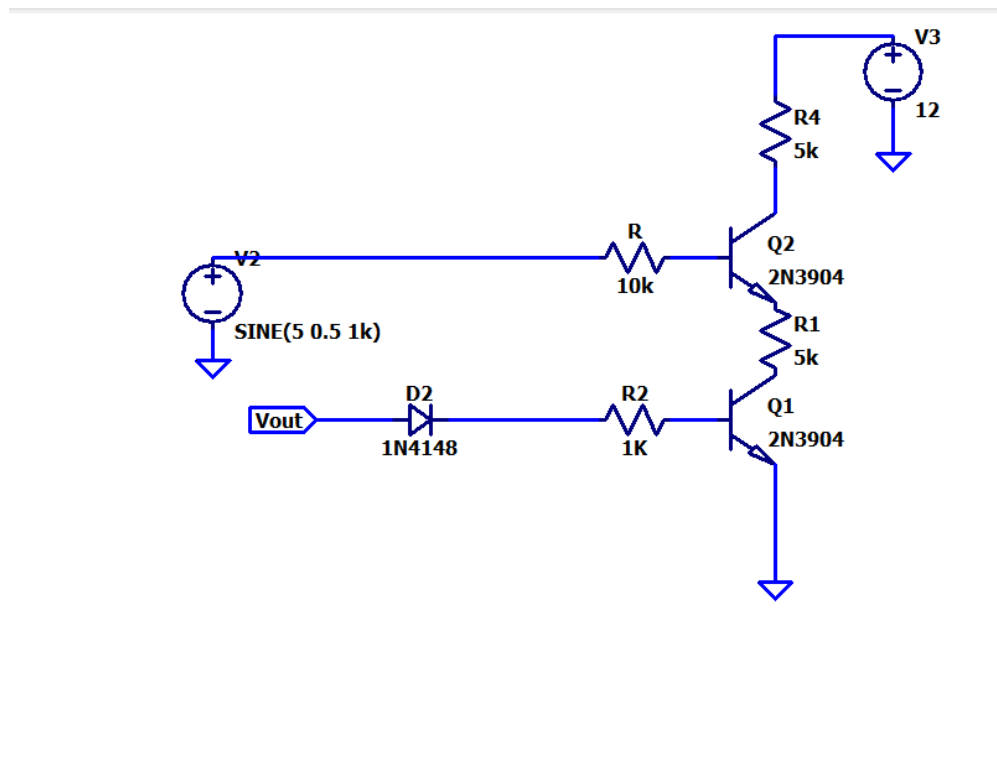 V3
12
R4
5k
R
10k
Q2
2N3904
V2
SINE(5 0.5 1k)
R1
5k
D2
1N4148
Vout
R2
1K
Q1
2N3904